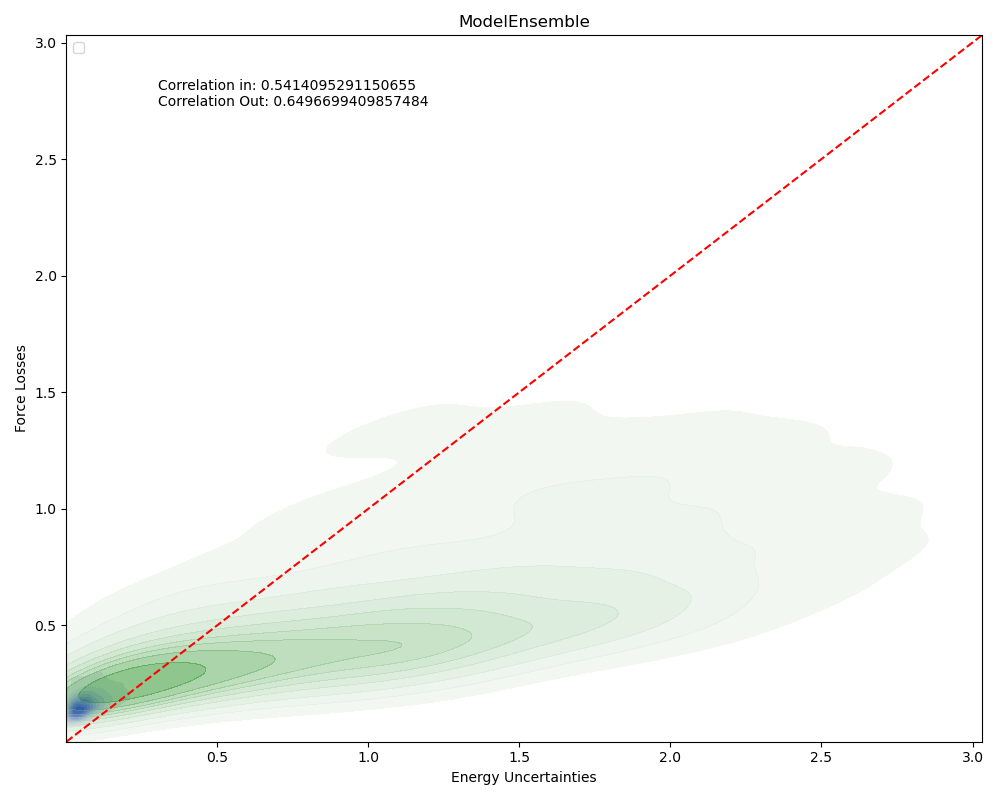 ModelEnsemble
3.0
Correlation in: 0.5414095291150655
Correlation Out: 0.6496699409857484
2.5
2.0
1.5
1.0
0.5
Force Losses
0.5 1.0 1.5 2.0 2.5 3.0
Energy Uncertainties